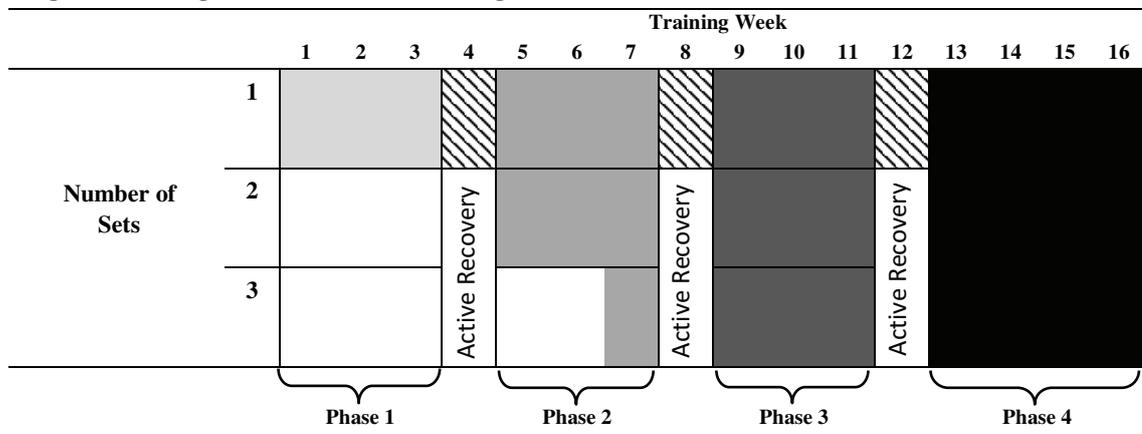 Training Week
1 2 3 4 5 6 7 8 9 10 11 12 13 14 15 16
1
Number of
Sets
2
3
Active Recovery
Active Recovery
Active Recovery
Phase 1 Phase 2 Phase 3 Phase 4